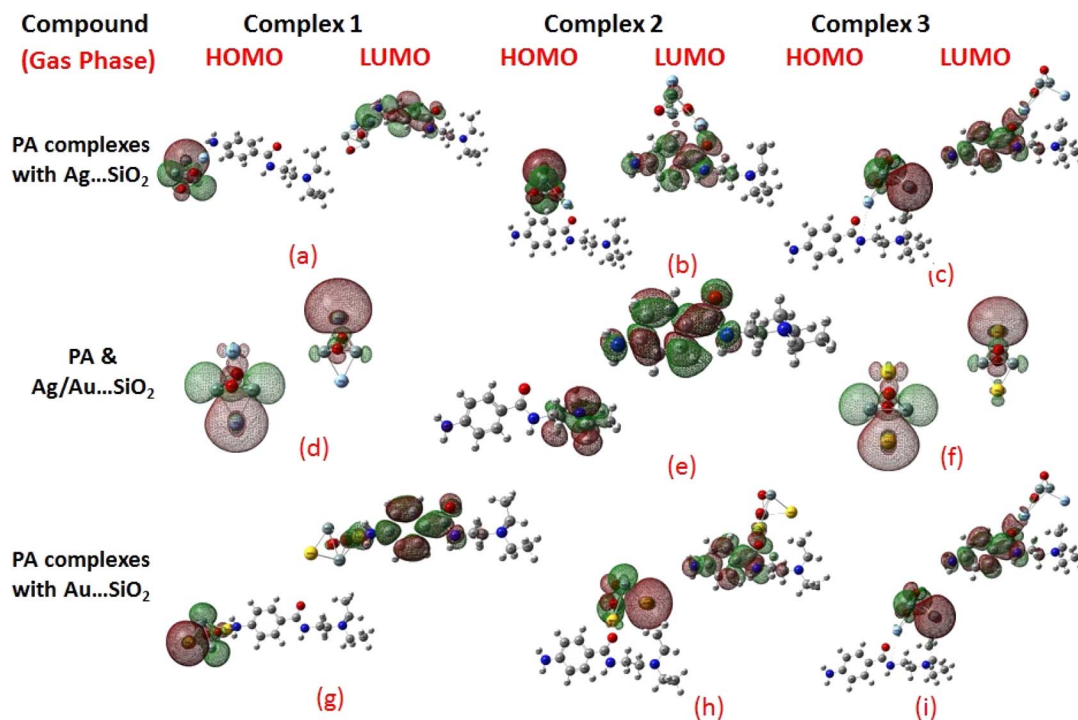 Compound Complex 1 Complex 2 Complex 3
(Gas Phase) HOMO LUMO HOMO LUMO HOMO LUMO
PA complexes
with Ag...SiO₂
(a) (b) (c)
PA &
Ag/Au...SiO₂
(d) (e) (f)
PA complexes
with Au...SiO₂
(g) (h) (i)